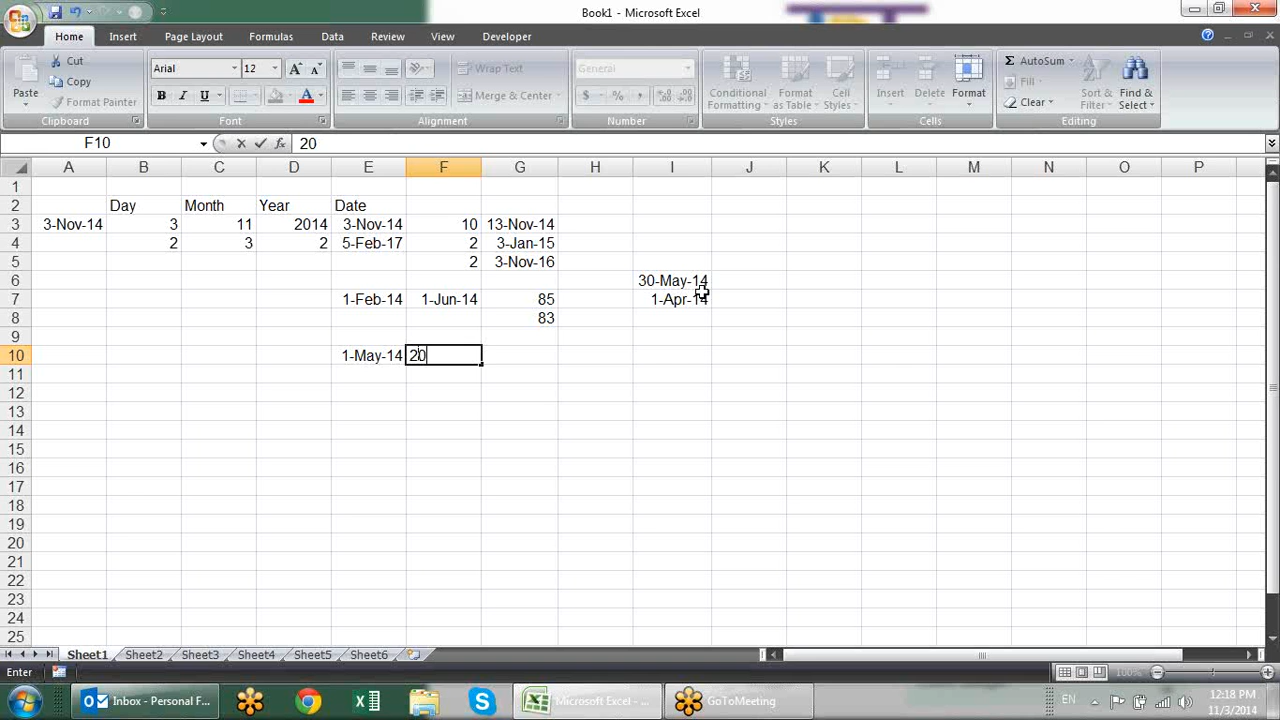 Book1 - Microsoft Excel
Home Insert Page Layout Formulas Data Review View Developer
Paste Cut Copy Format Painter Clipboard
Arial 12 A A B I U A Font
Wrap Text Merge & Center Alignment
General $ % , Number
Conditional Formatting Format as Table Cell Styles Styles
Insert Delete Format Cells
Σ AutoSum Fill Clear Sort & Filter Find & Select Editing
F10 fx 20
A B C D E F G H I J K L M N O P
1
2 Day Month Year Date
3 3-Nov-14 3 11 2014 3-Nov-14 10 13-Nov-14
4 2 3 2 5-Feb-17 2 3-Jan-15
5 2 3-Nov-16
6 30-May-14
7 1-Feb-14 1-Jun-14 85 1-Apr-14
8 83
9
10 1-May-14 20
11
12
13
14
15
16
17
18
19
20
21
22
23
24
25
Sheet1 Sheet2 Sheet3 Sheet4 Sheet5 Sheet6
Enter 100%
Inbox - Personal F... Microsoft Excel - ... GoToMeeting EN 12:18 PM
11/3/2014